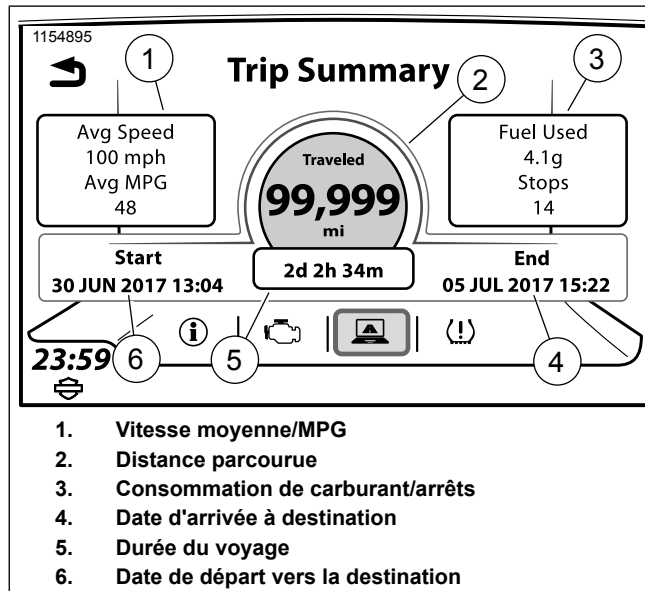 1154895
1
Trip Summary
2
3
Avg Speed
100 mph
Avg MPG
48
Traveled
99,999
mi
Fuel Used
4.1g
Stops
14
Start
30 JUN 2017 13:04
2d 2h 34m
End
05 JUL 2017 15:22
23:59
6
5
4
1. Vitesse moyenne/MPG
2. Distance parcourue
3. Consommation de carburant/arrêts
4. Date d'arrivée à destination
5. Durée du voyage
6. Date de départ vers la destination